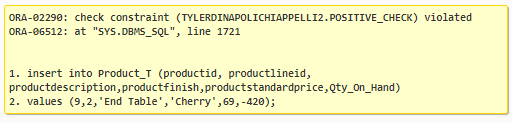 ORA-02290: check constraint (TYLERDINAPOLICHIAPPELLI2.POSITIVE_CHECK) violated
ORA-06512: at "SYS.DBMS_SQL", line 1721
1. insert into Product_T (productid, productlineid,
productdescription,productfinish,productstandardprice,Qty_On_Hand)
2. values (9,2,'End Table','Cherry',69,-420);